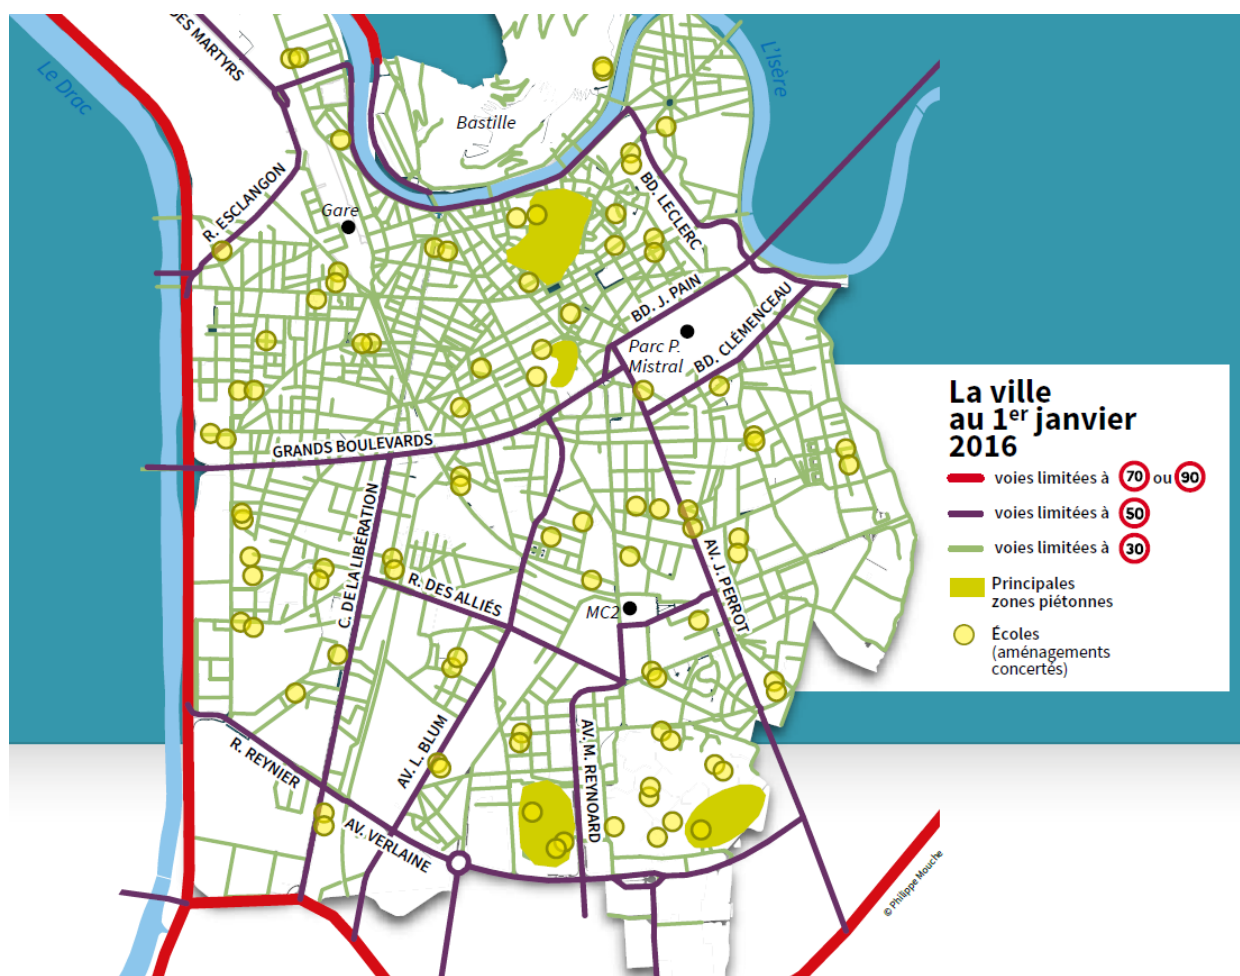 DES MARTYRS
Le Drac
L'Isère
Bastille
R. ESCLANGON
Gare
BD. LECLERC
BD. J. PAIN
Parc P.
Mistral
BD. CLÉMENCEAU
GRANDS BOULEVARDS
C. DE LA LIBÉRATION
R. DES ALLIÉS
MC2
AV. J. PERROT
R. REYNIER
AV. L. BLUM
AV. M. REYNOARD
AV. VERLAINE
La ville
au 1er janvier
2016
voies limitées à 70 ou 90
voies limitées à 50
voies limitées à 30
Principales
zones piétonnes
Écoles
(aménagements
concertés)
© Philippe Mouche